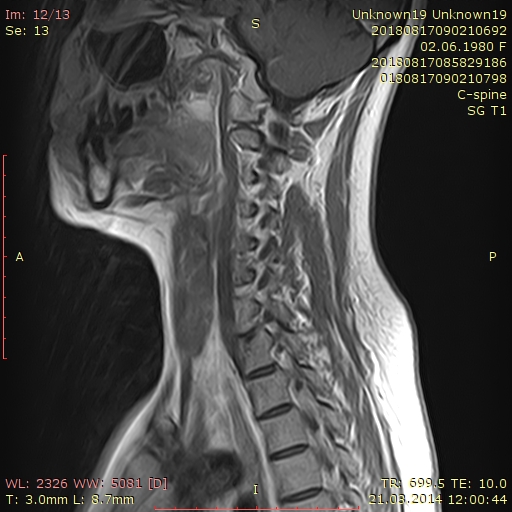 Im: 12/13
Se: 13
S
Unknown19 Unknown19
20180817090210692
02.06.1980 F
20180817085829186
0180817090210798
C-spine
SG T1
A
P
WL: 2326 WW: 5081 [D]
T: 3.0mm L: 8.7mm
I
TR: 699.5 TE: 10.0
21.08.2014 12:00:44